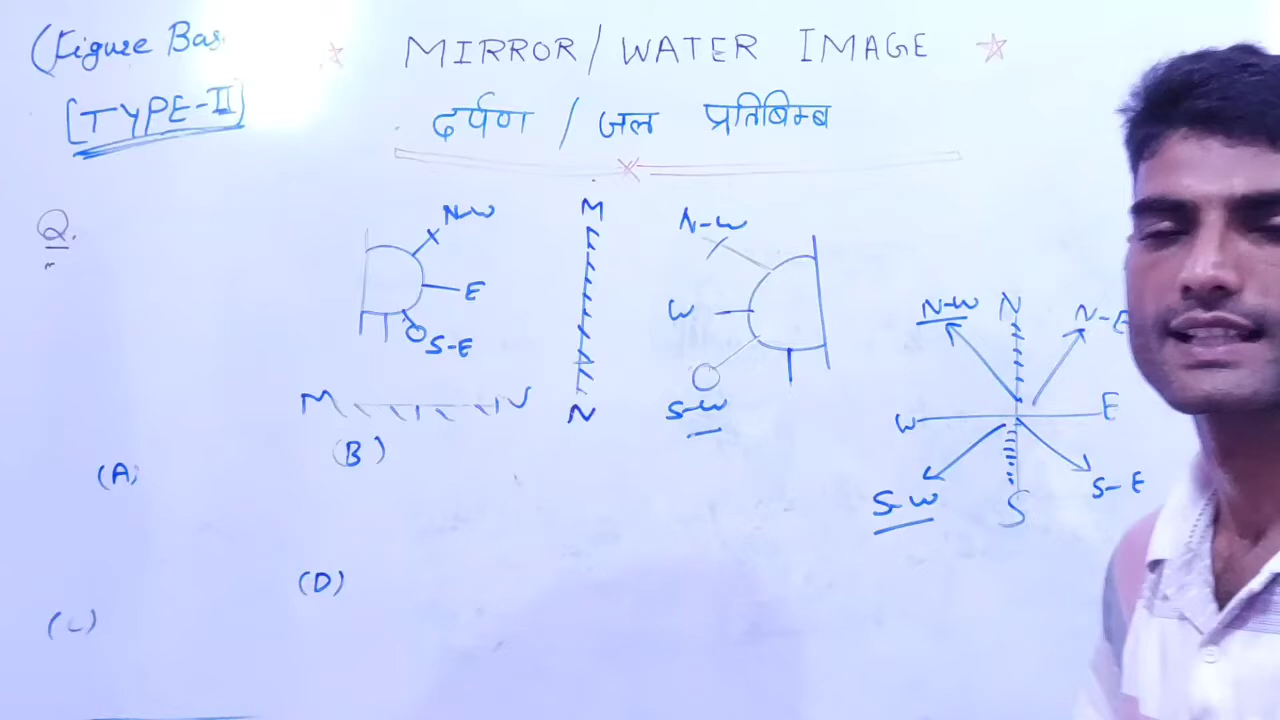 (Figure Bas
MIRROR/WATER IMAGE
[TYPE-II]
दर्पण / जल प्रतिबिम्ब
Q.
N-W
E
S-E
M
N
M N
N-W
W
S-W
N-W N N-E
W E
S-W S S-E
(A)
(B)
(C)
(D)